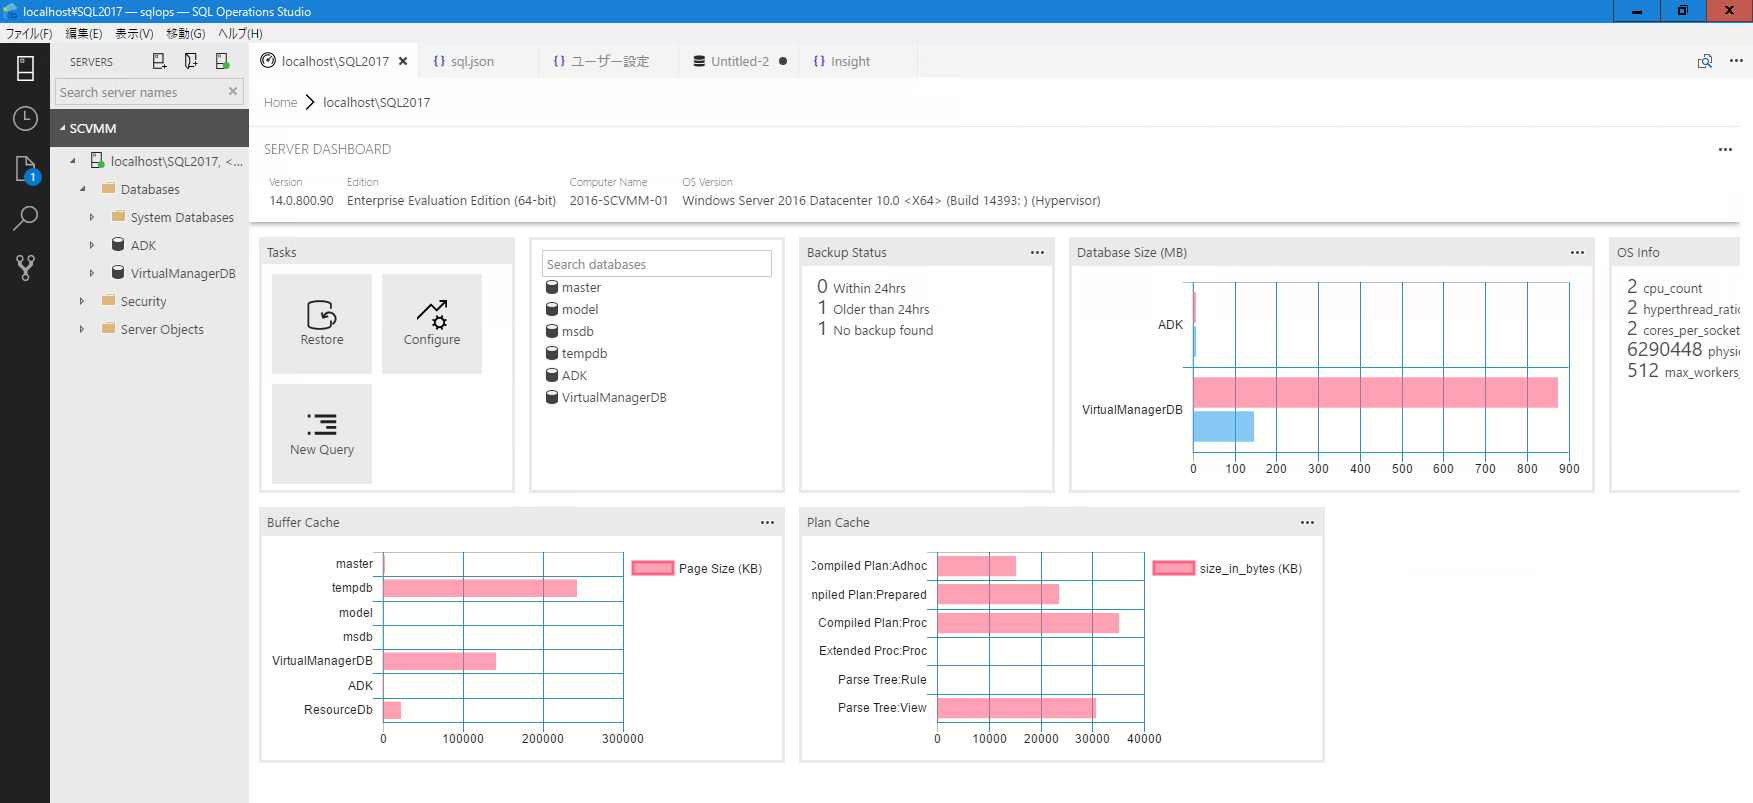 localhost¥SQL2017 — sqlops — SQL Operations Studio
ファイル(F) 編集(E) 表示(V) 移動(G) ヘルプ(H)
SERVERS
Search server names
SCVMM
localhost\SQL2017, <...
Databases
System Databases
ADK
VirtualManagerDB
Security
Server Objects
1
localhost\SQL2017 {} sql.json {} ユーザー設定 Untitled-2 {} Insight
Home localhost\SQL2017
SERVER DASHBOARD
Version Edition Computer Name OS Version
14.0.800.90 Enterprise Evaluation Edition (64-bit) 2016-SCVMM-01 Windows Server 2016 Datacenter 10.0 <X64> (Build 14393: ) (Hypervisor)
Tasks
Restore
Configure
New Query
Search databases
master
model
msdb
tempdb
ADK
VirtualManagerDB
Backup Status
0 Within 24hrs
1 Older than 24hrs
1 No backup found
Database Size (MB)
ADK
VirtualManagerDB
0 100 200 300 400 500 600 700 800 900
OS Info
2 cpu_count
2 hyperthread_ratio
2 cores_per_socket
6290448 physic
512 max_workers_
Buffer Cache
master
tempdb
model
msdb
VirtualManagerDB
ADK
ResourceDb
0 100000 200000 300000
Page Size (KB)
Plan Cache
Compiled Plan:Adhoc
mpiled Plan:Prepared
Compiled Plan:Proc
Extended Proc:Proc
Parse Tree:Rule
Parse Tree:View
0 10000 20000 30000 40000
size_in_bytes (KB)